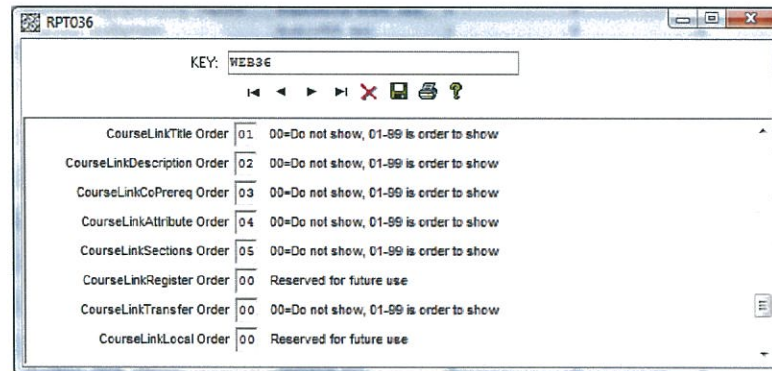 RPT036
KEY: WEB36
CourseLinkTitle Order 01 00=Do not show, 01-99 is order to show
CourseLinkDescription Order 02 00=Do not show, 01-99 is order to show
CourseLinkCoPrereq Order 03 00=Do not show, 01-99 is order to show
CourseLinkAttribute Order 04 00=Do not show, 01-99 is order to show
CourseLinkSections Order 05 00=Do not show, 01-99 is order to show
CourseLinkRegister Order 00 Reserved for future use
CourseLinkTransfer Order 00 00=Do not show, 01-99 is order to show
CourseLinkLocal Order 00 Reserved for future use